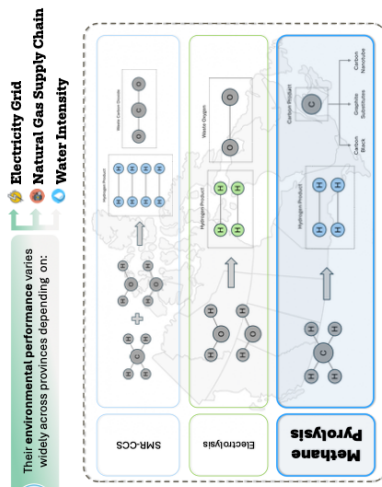 Their environmental performance varies
widely across provinces depending on:
Electricity Grid
Natural Gas Supply Chain
Water Intensity
SMR-CCS
H H
C
H H
+
H H
O O
H H
Hydrogen Product
H H H H
H H H H
Waste Carbon Dioxide
O C O
Electrolysis
H H
O O
H H
Hydrogen Product
H H
H H
Waste Oxygen
O O
Methane
Pyrolysis
H H
C
H H
Hydrogen Product
H H
H H
Carbon Product
C
Carbon
Black
Graphite
Substitutes
Carbon
Nanotube